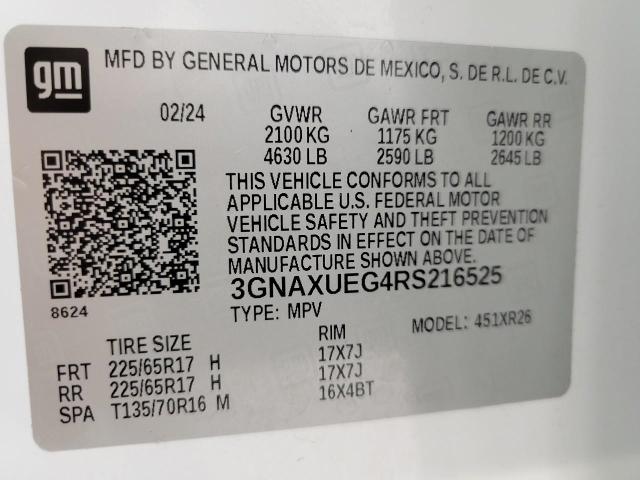 gm
MFD BY GENERAL MOTORS DE MEXICO, S. DE R.L. DE C.V.
02/24 GVWR GAWR FRT GAWR RR
2100 KG 1175 KG 1200 KG
4630 LB 2590 LB 2645 LB
THIS VEHICLE CONFORMS TO ALL
APPLICABLE U.S. FEDERAL MOTOR
VEHICLE SAFETY AND THEFT PREVENTION
STANDARDS IN EFFECT ON THE DATE OF
MANUFACTURE SHOWN ABOVE.
3GNAXUEG4RS216525
8624
TYPE: MPV MODEL: 451XR26
TIRE SIZE RIM
FRT 225/65R17 H 17X7J
RR 225/65R17 H 17X7J
SPA T135/70R16 M 16X4BT